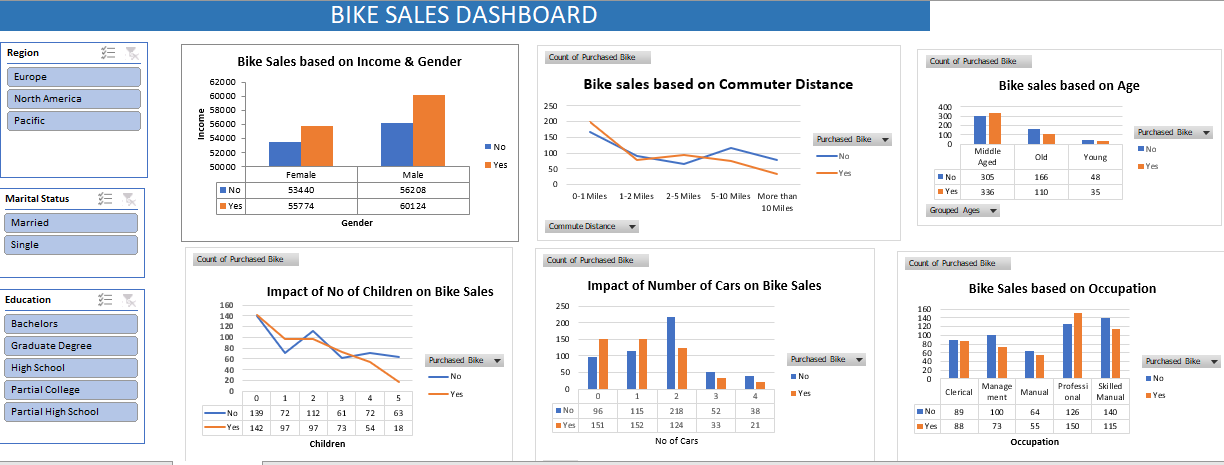 BIKE SALES DASHBOARD
Region
Europe
North America
Pacific
Marital Status
Married
Single
Education
Bachelors
Graduate Degree
High School
Partial College
Partial High School
Bike Sales based on Income & Gender
Income
62000
60000
58000
56000
54000
52000
50000
Female Male
No 53440 56208
Yes 55774 60124
Gender
No
Yes
Count of Purchased Bike
Bike sales based on Commuter Distance
250
200
150
100
50
0
0-1 Miles 1-2 Miles 2-5 Miles 5-10 Miles More than
10 Miles
Purchased Bike
No
Yes
Commute Distance
Count of Purchased Bike
Bike sales based on Age
400
300
200
100
0
Middle
Aged Old Young
No 305 166 48
Yes 336 110 35
Purchased Bike
No
Yes
Grouped Ages
Count of Purchased Bike
Impact of No of Children on Bike Sales
160
140
120
100
80
60
40
20
0
0 1 2 3 4 5
No 139 72 112 61 72 63
Yes 142 97 97 73 54 18
Children
Purchased Bike
No
Yes
Count of Purchased Bike
Impact of Number of Cars on Bike Sales
250
200
150
100
50
0
0 1 2 3 4
No 96 115 218 52 38
Yes 151 152 124 33 21
No of Cars
Purchased Bike
No
Yes
Count of Purchased Bike
Bike Sales based on Occupation
160
140
120
100
80
60
40
20
0
Clerical Manage
ment Manual Professi
onal Skilled
Manual
No 89 100 64 126 140
Yes 88 73 55 150 115
Occupation
Purchased Bike
No
Yes